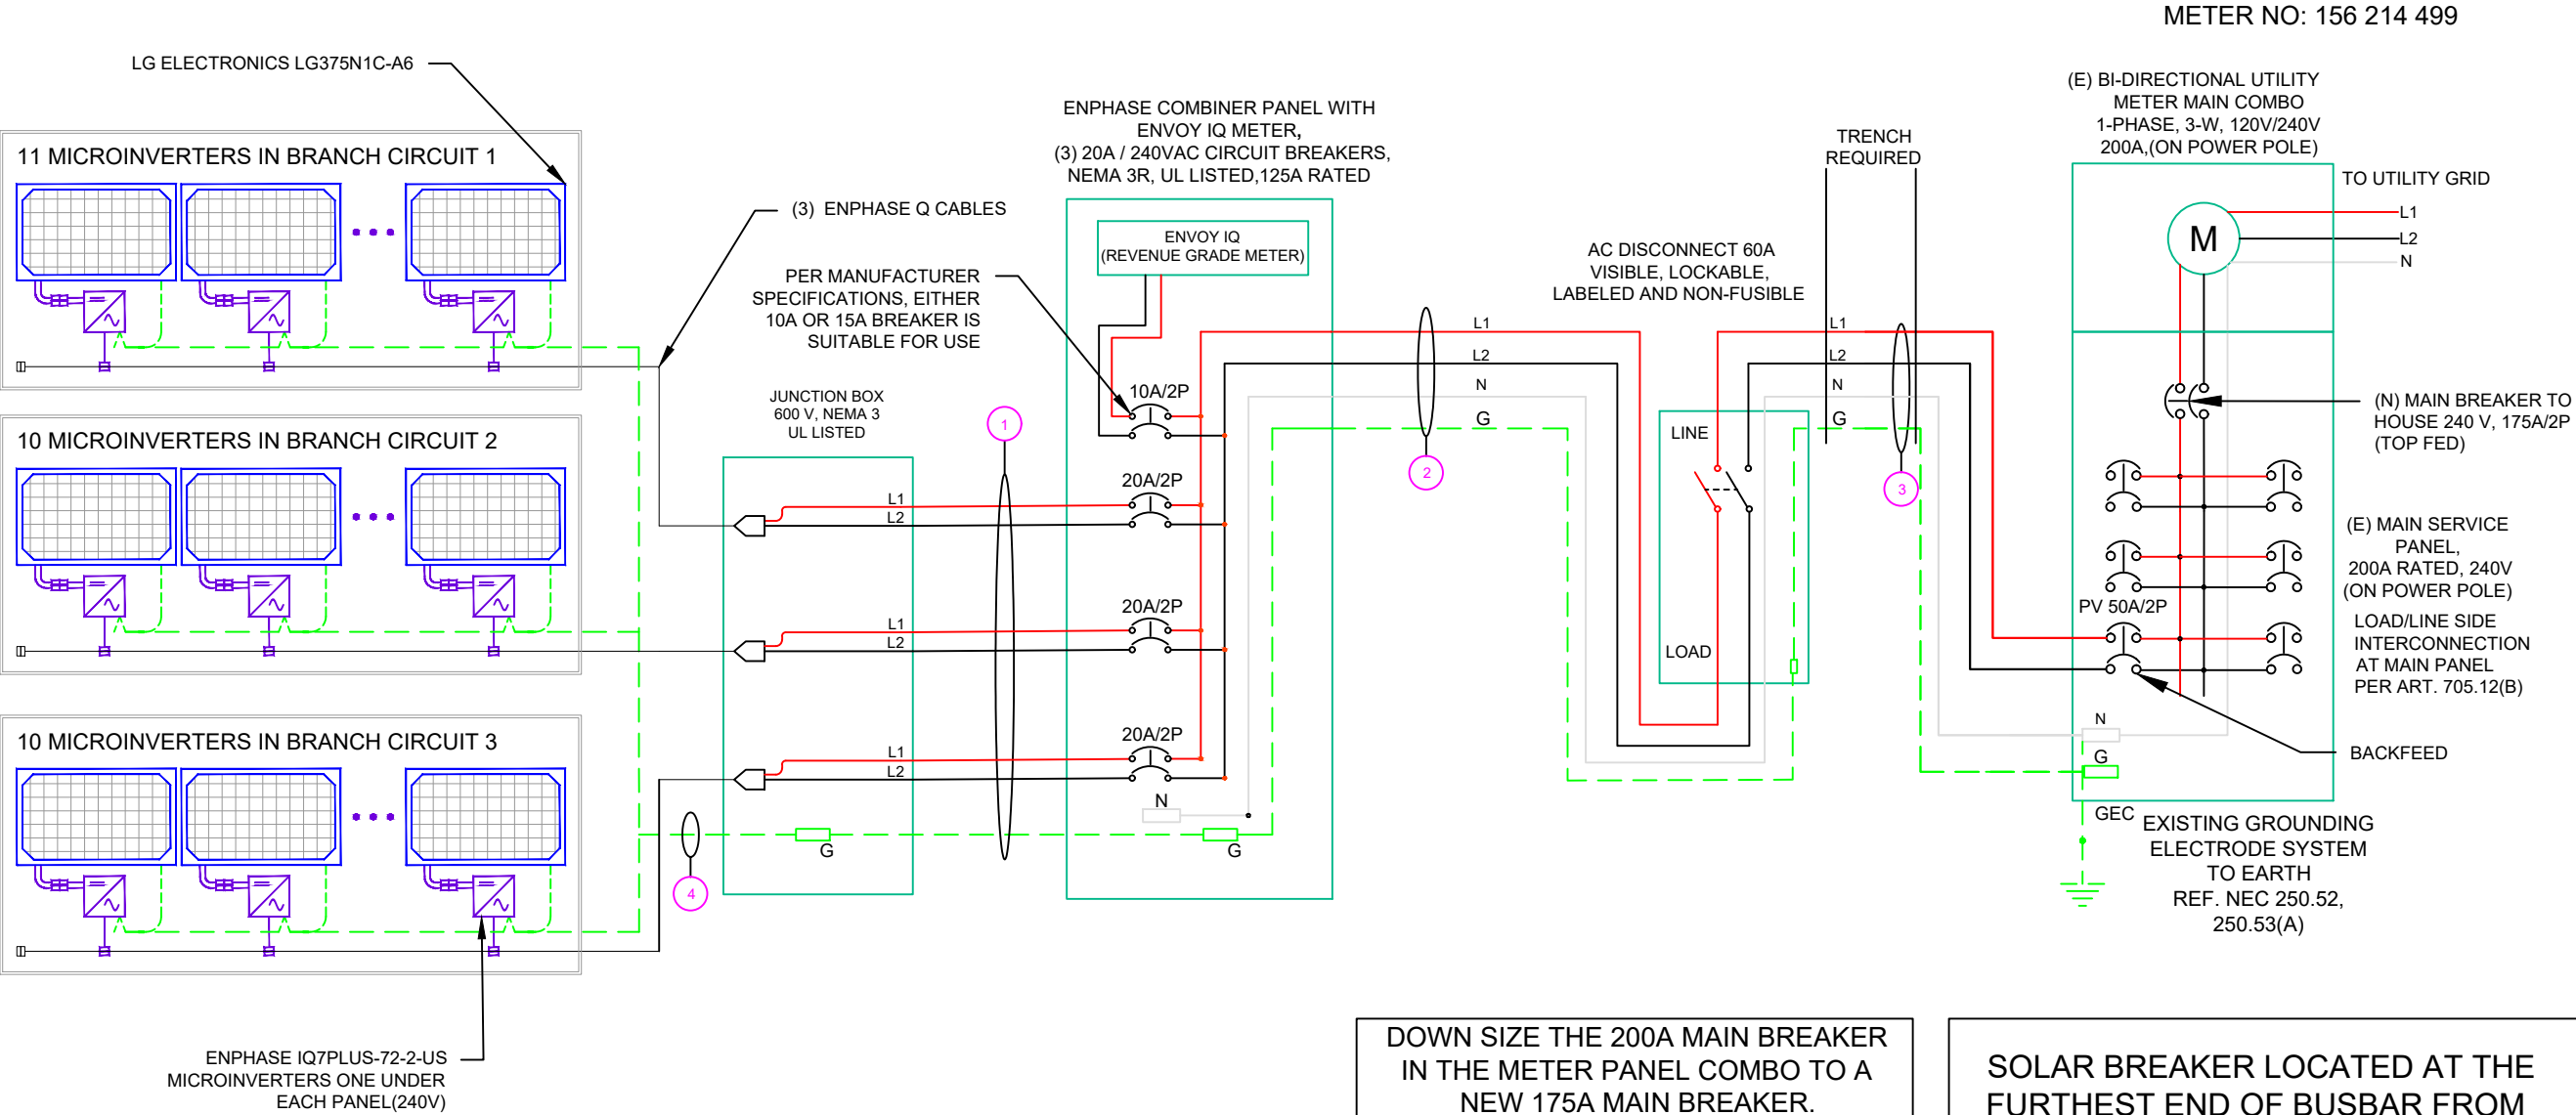 METER NO: 156 214 499
LG ELECTRONICS LG375N1C-A6
11 MICROINVERTERS IN BRANCH CIRCUIT 1
10 MICROINVERTERS IN BRANCH CIRCUIT 2
10 MICROINVERTERS IN BRANCH CIRCUIT 3
ENPHASE IQ7PLUS-72-2-US
MICROINVERTERS ONE UNDER
EACH PANEL(240V)
(3) ENPHASE Q CABLES
PER MANUFACTURER
SPECIFICATIONS, EITHER
10A OR 15A BREAKER IS
SUITABLE FOR USE
JUNCTION BOX
600 V, NEMA 3
UL LISTED
L1
L2
L1
L2
L1
L2
G
4
1
ENPHASE COMBINER PANEL WITH
ENVOY IQ METER,
(3) 20A / 240VAC CIRCUIT BREAKERS,
NEMA 3R, UL LISTED,125A RATED
ENVOY IQ
(REVENUE GRADE METER)
10A/2P
20A/2P
20A/2P
20A/2P
N
G
L1
L2
N
G
2
AC DISCONNECT 60A
VISIBLE, LOCKABLE,
LABELED AND NON-FUSIBLE
LINE
LOAD
TRENCH
REQUIRED
L1
L2
N
G
3
(E) BI-DIRECTIONAL UTILITY
METER MAIN COMBO
1-PHASE, 3-W, 120V/240V
200A,(ON POWER POLE)
M
TO UTILITY GRID
L1
L2
N
(N) MAIN BREAKER TO
HOUSE 240 V, 175A/2P
(TOP FED)
(E) MAIN SERVICE
PANEL,
200A RATED, 240V
(ON POWER POLE)
PV 50A/2P
LOAD/LINE SIDE
INTERCONNECTION
AT MAIN PANEL
PER ART. 705.12(B)
BACKFEED
N
G
GEC
EXISTING GROUNDING
ELECTRODE SYSTEM
TO EARTH
REF. NEC 250.52,
250.53(A)
DOWN SIZE THE 200A MAIN BREAKER
IN THE METER PANEL COMBO TO A
NEW 175A MAIN BREAKER.
SOLAR BREAKER LOCATED AT THE
FURTHEST END OF BUSBAR FROM